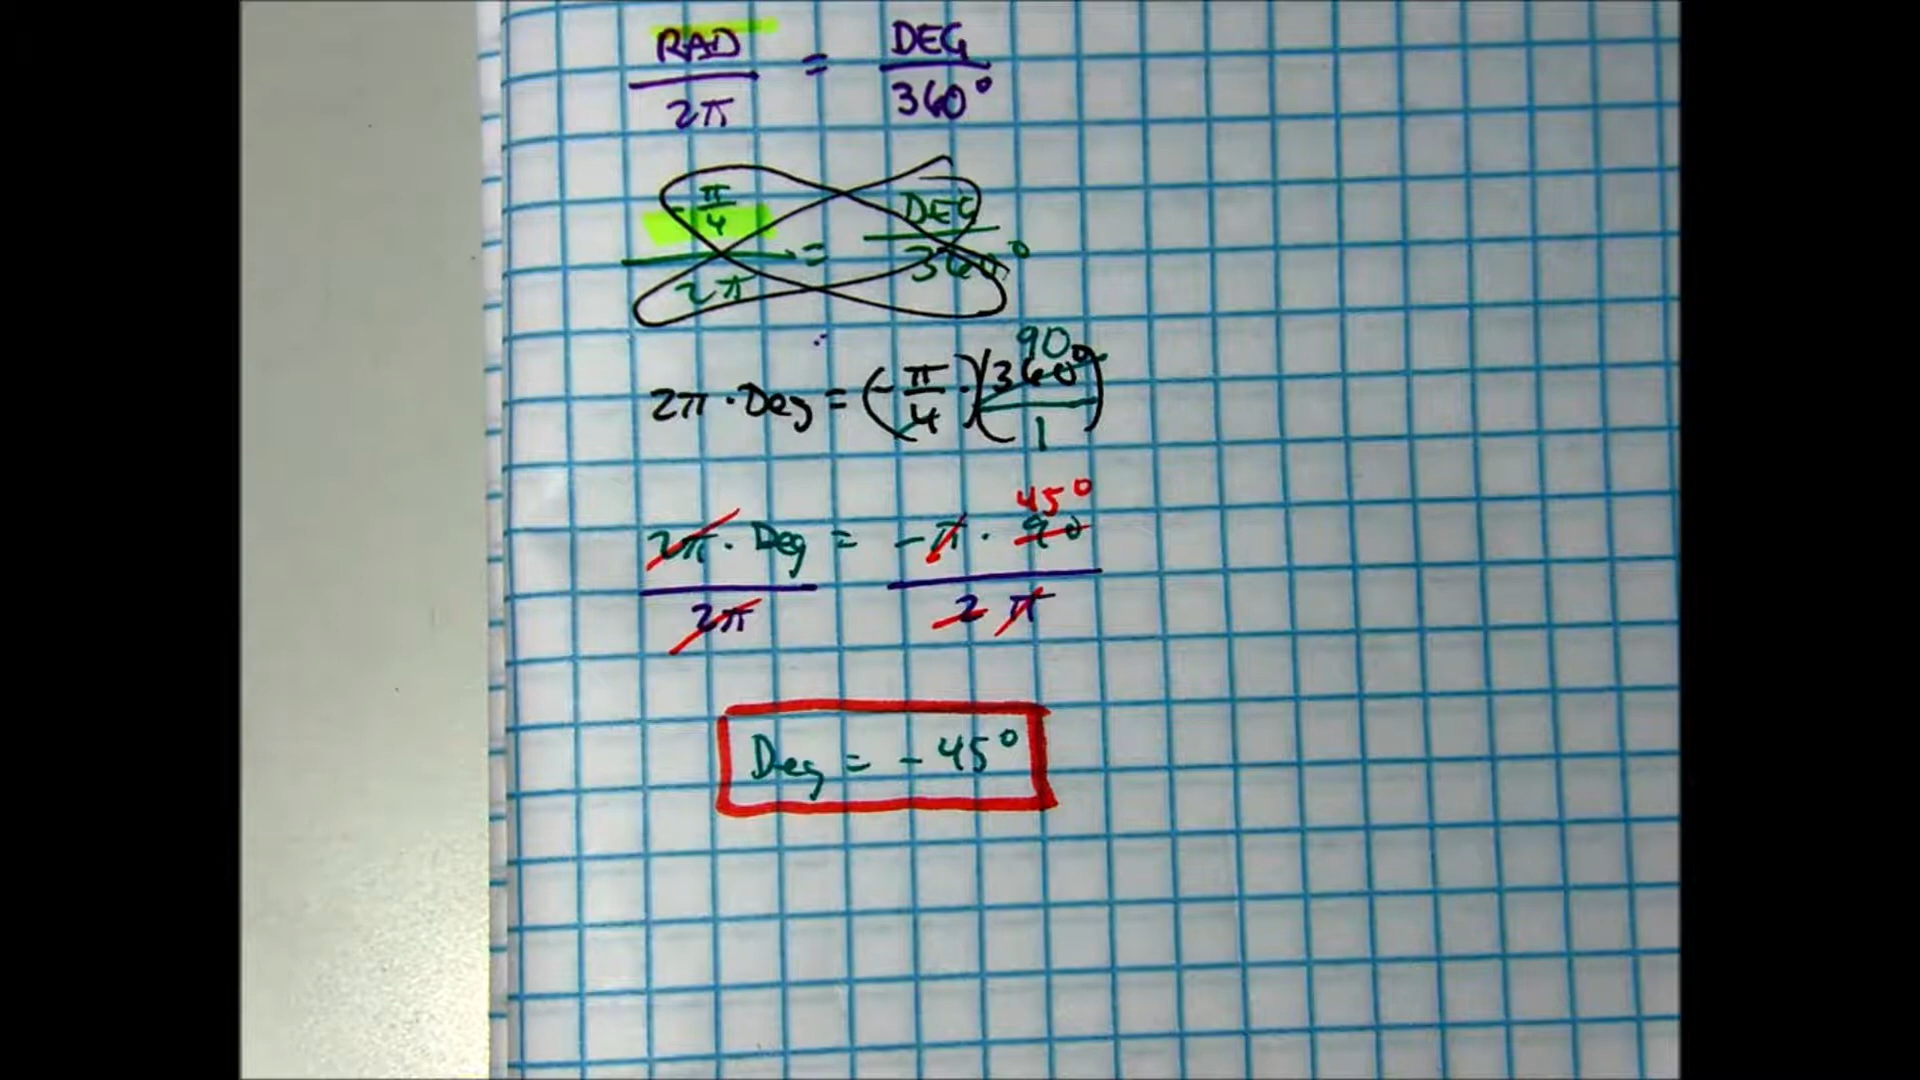 RAD = DEG
2π 360°
-π/4 = DEG
2π 360°
90
2π · Deg = (-π/4)(360°/1)
45°
2π · Deg = -π · 90
2π 2π
Deg = -45°